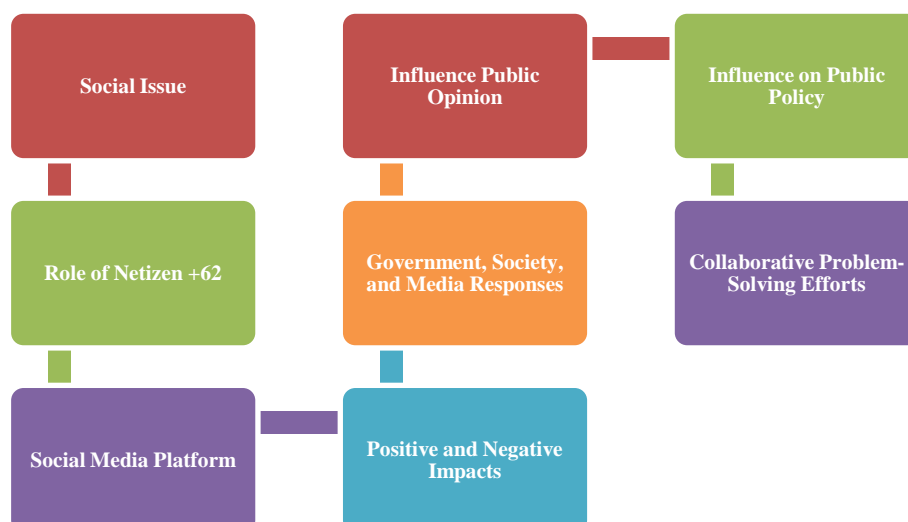 Social Issue
Role of Netizen +62
Social Media Platform
Positive and Negative
Impacts
Government, Society,
and Media Responses
Influence Public
Opinion
Influence on Public
Policy
Collaborative Problem-
Solving Efforts